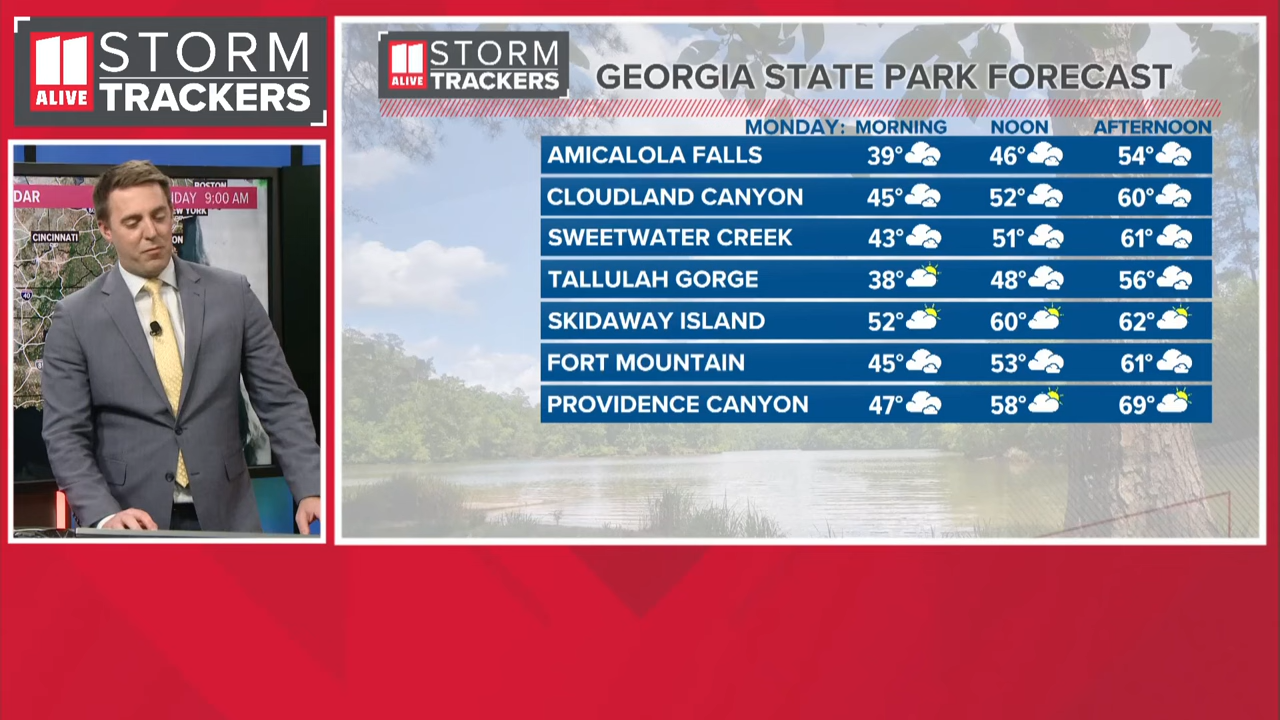 11
ALIVE
STORM
TRACKERS
DAR
DAY 9:00 AM
BOSTON
NEW YORK
CINCINNATI
40
11
ALIVE
STORM
TRACKERS
GEORGIA STATE PARK FORECAST
MONDAY: MORNING NOON AFTERNOON
AMICALOLA FALLS 39° 46° 54°
CLOUDLAND CANYON 45° 52° 60°
SWEETWATER CREEK 43° 51° 61°
TALLULAH GORGE 38° 48° 56°
SKIDAWAY ISLAND 52° 60° 62°
FORT MOUNTAIN 45° 53° 61°
PROVIDENCE CANYON 47° 58° 69°